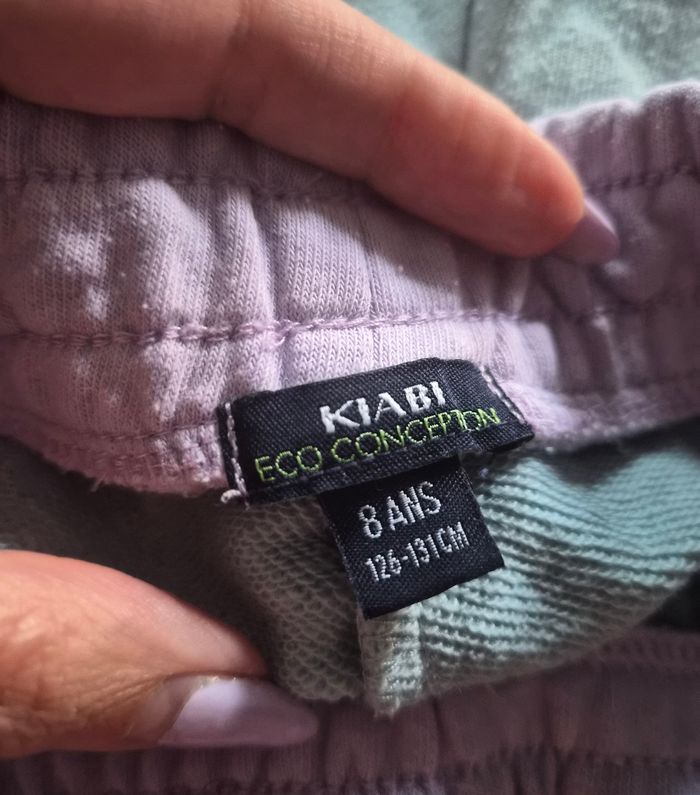 KIABI
ECO CONCEPTION
8 ANS
126-131CM